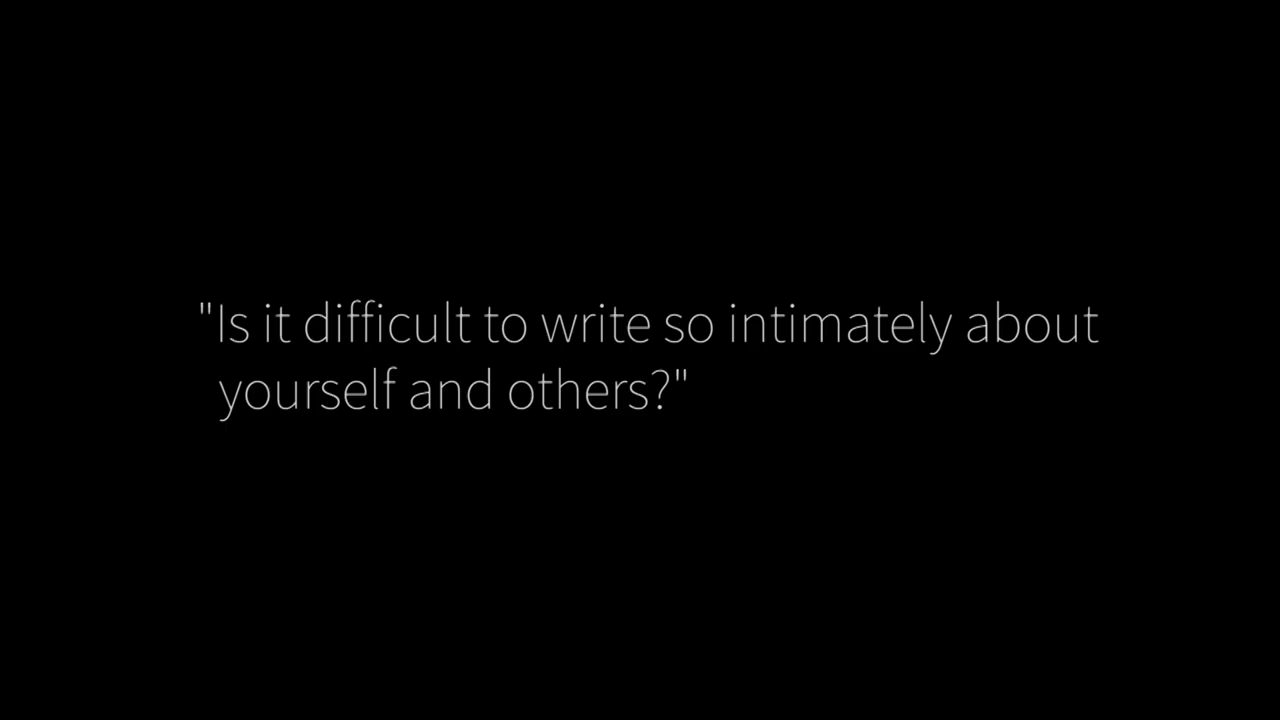 "Is it difficult to write so intimately about
yourself and others?"